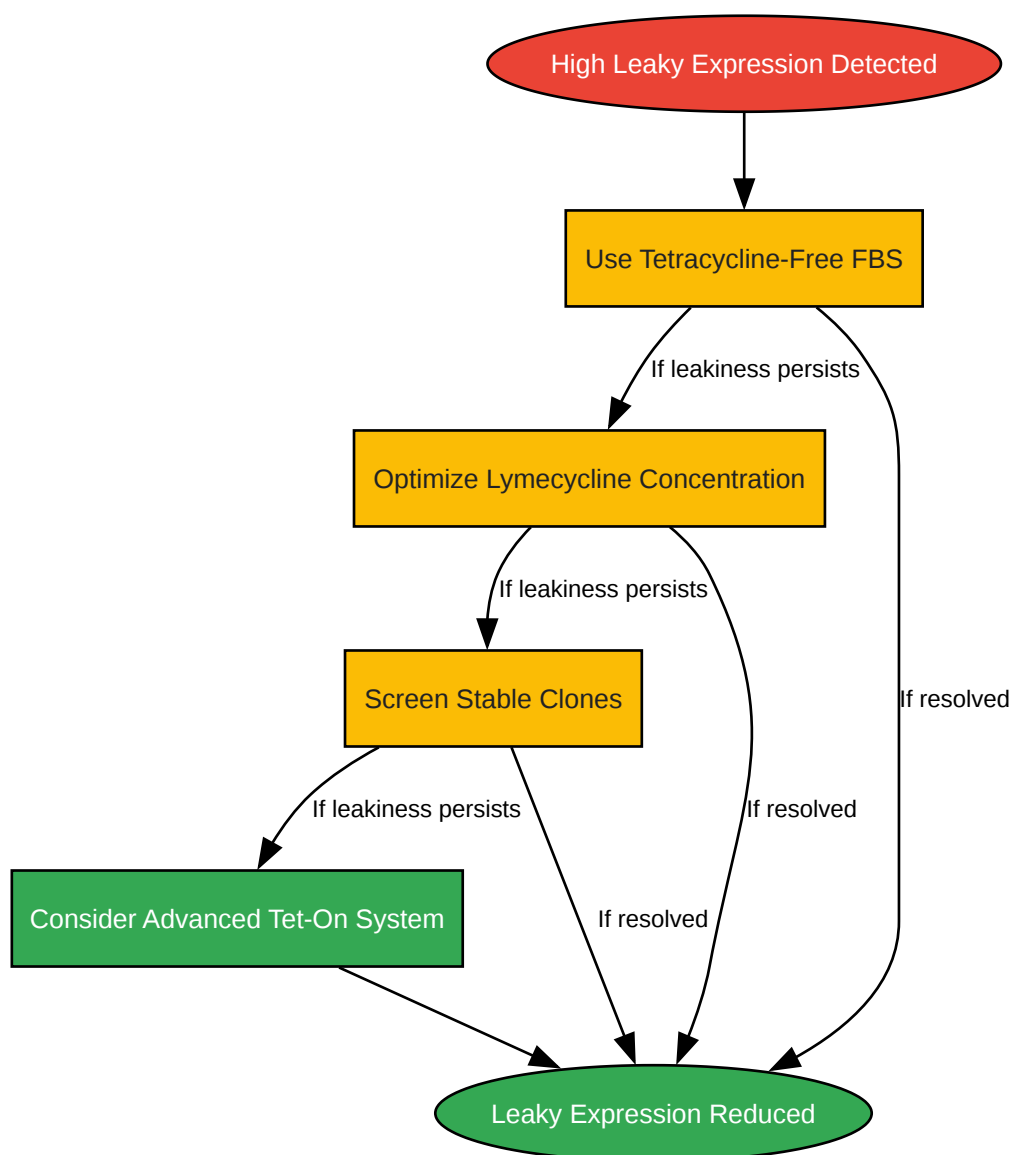 High Leaky Expression Detected
Use Tetracycline-Free FBS
If leakiness persists
Optimize Lymecycline Concentration
If leakiness persists
Screen Stable Clones
If resolved
If leakiness persists
If resolved
If resolved
Consider Advanced Tet-On System
Leaky Expression Reduced